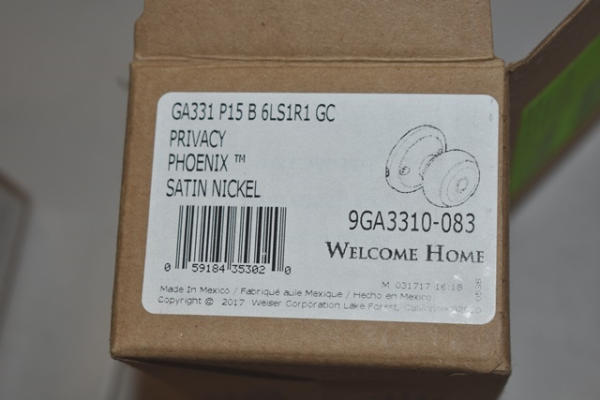 GA331 P15 B 6LS1R1 GC
PRIVACY
PHOENIX ™
SATIN NICKEL
9GA3310-083
WELCOME HOME
0 59184 35302 0
M 031717 16:18
Made In Mexico / Fabriqué au/e Mexique / Hecho en Mexico
Copyright © 2017 Weiser Corporation Lake Forest, California